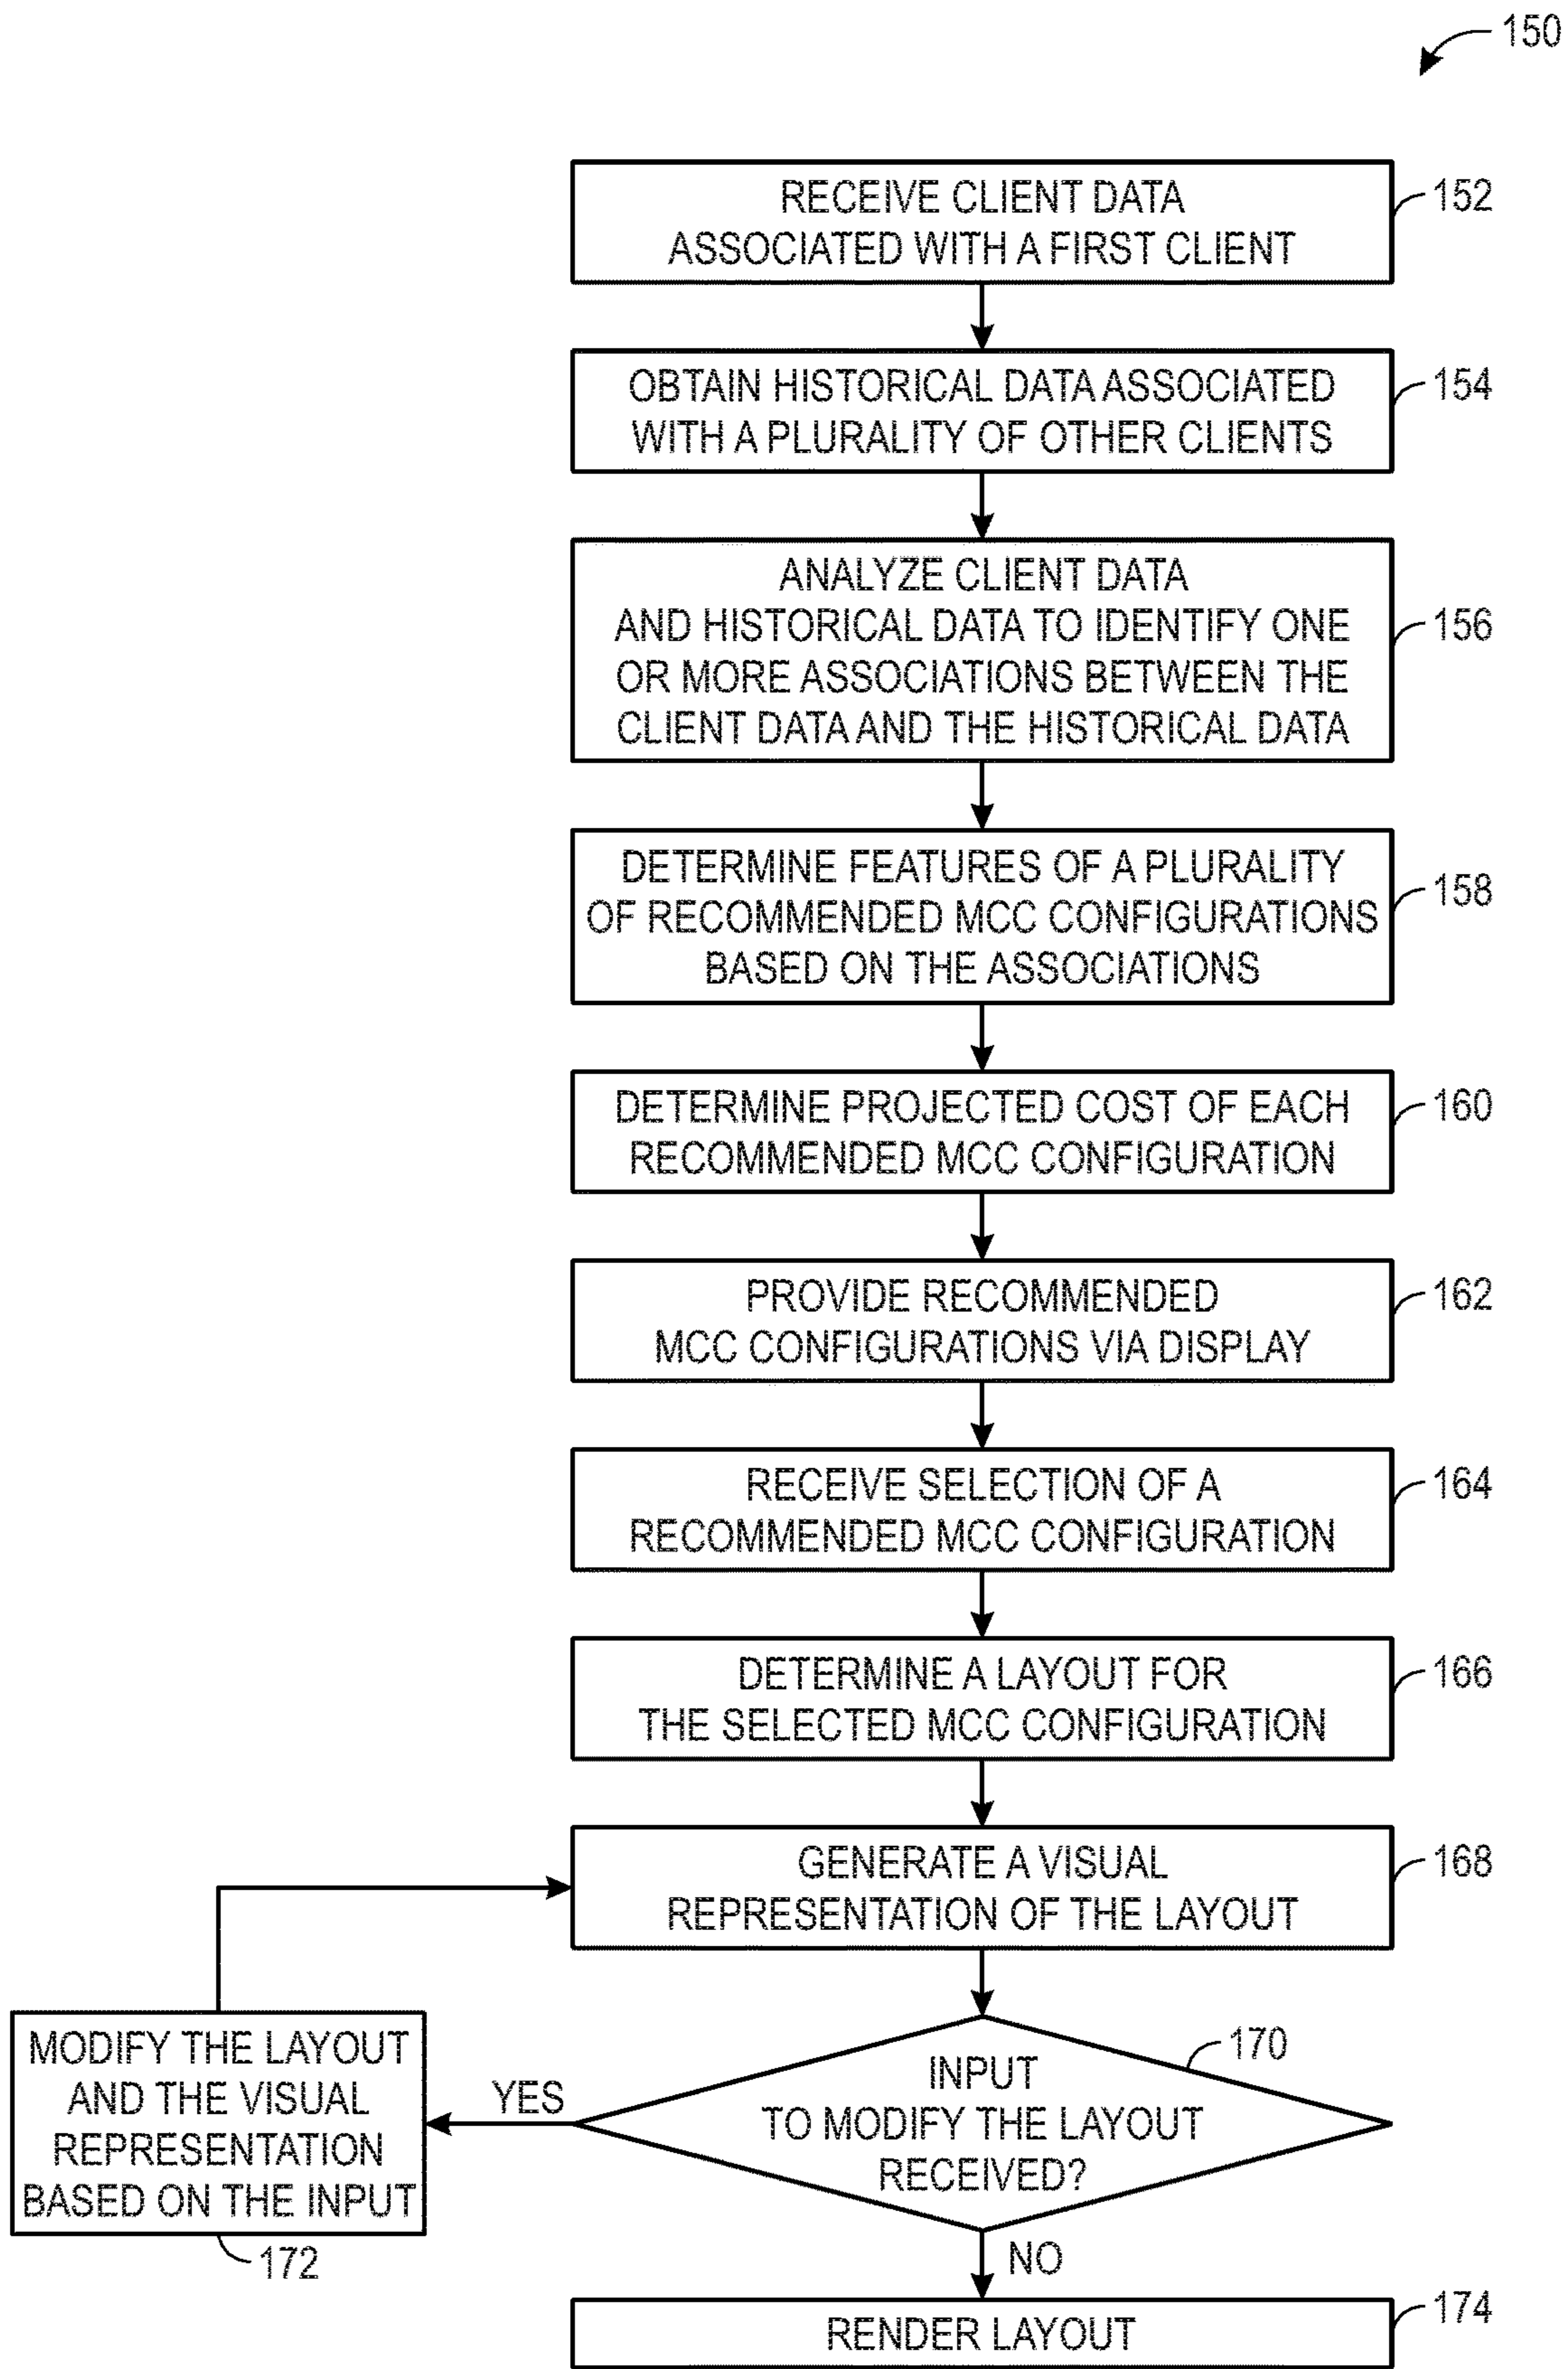 150
RECEIVE CLIENT DATA
ASSOCIATED WITH A FIRST CLIENT
152
OBTAIN HISTORICAL DATA ASSOCIATED
WITH A PLURALITY OF OTHER CLIENTS
154
ANALYZE CLIENT DATA
AND HISTORICAL DATA TO IDENTIFY ONE
OR MORE ASSOCIATIONS BETWEEN THE
CLIENT DATA AND THE HISTORICAL DATA
156
DETERMINE FEATURES OF A PLURALITY
OF RECOMMENDED MCC CONFIGURATIONS
BASED ON THE ASSOCIATIONS
158
DETERMINE PROJECTED COST OF EACH
RECOMMENDED MCC CONFIGURATION
160
PROVIDE RECOMMENDED
MCC CONFIGURATIONS VIA DISPLAY
162
RECEIVE SELECTION OF A
RECOMMENDED MCC CONFIGURATION
164
DETERMINE A LAYOUT FOR
THE SELECTED MCC CONFIGURATION
166
GENERATE A VISUAL
REPRESENTATION OF THE LAYOUT
168
INPUT
TO MODIFY THE LAYOUT
RECEIVED?
170
YES
MODIFY THE LAYOUT
AND THE VISUAL
REPRESENTATION
BASED ON THE INPUT
172
NO
RENDER LAYOUT
174